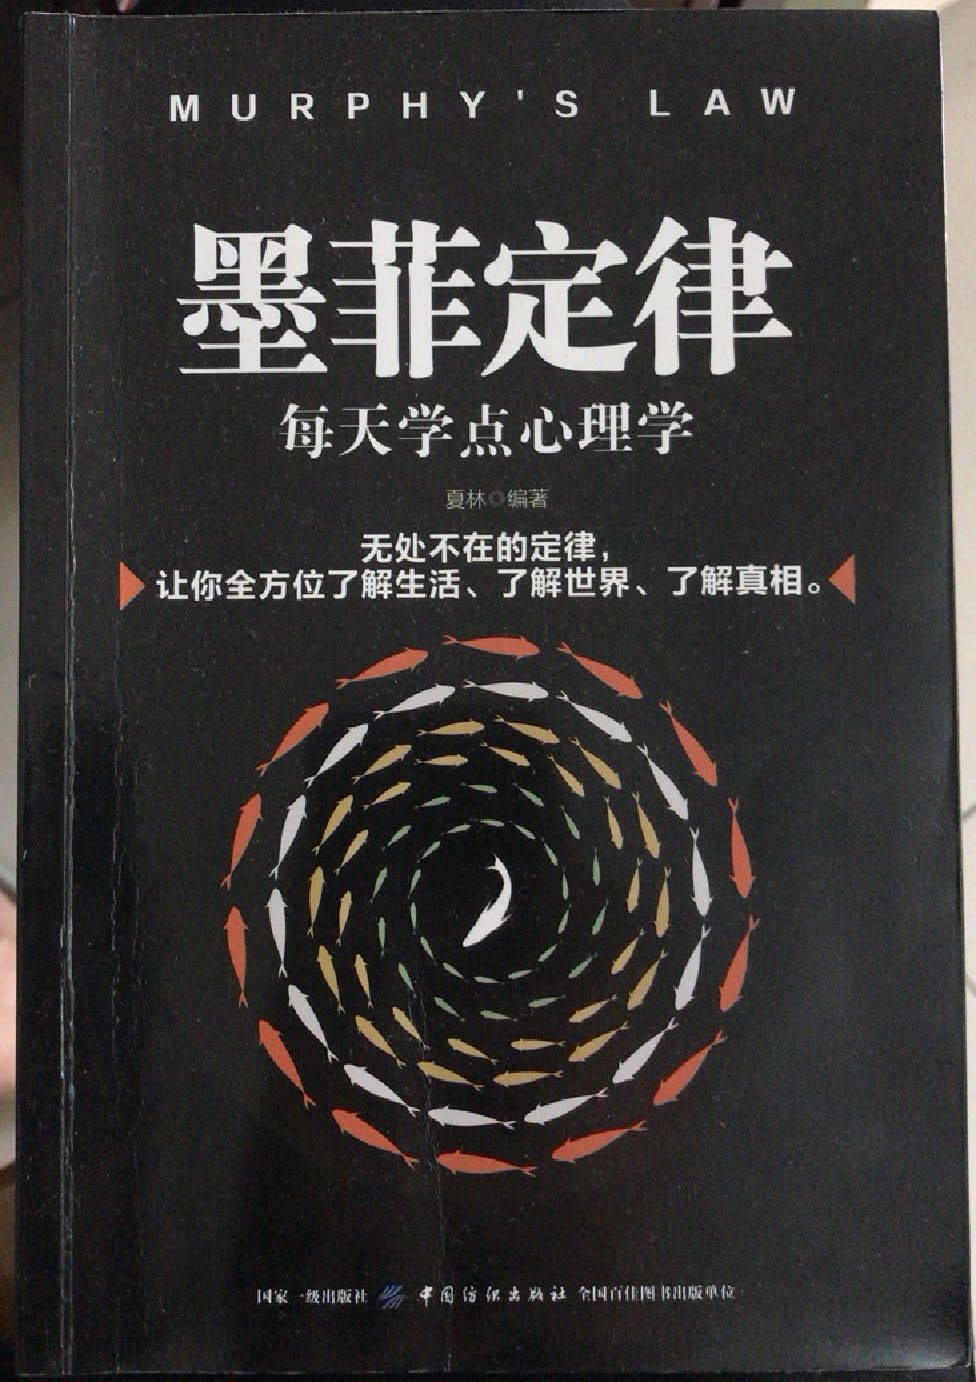 MURPHY'S LAW
墨菲定律
每天学点心理学
夏林◎编著
无处不在的定律，
让你全方位了解生活、了解世界、了解真相。
国家一级出版社 中国纺织出版社 全国百佳图书出版单位